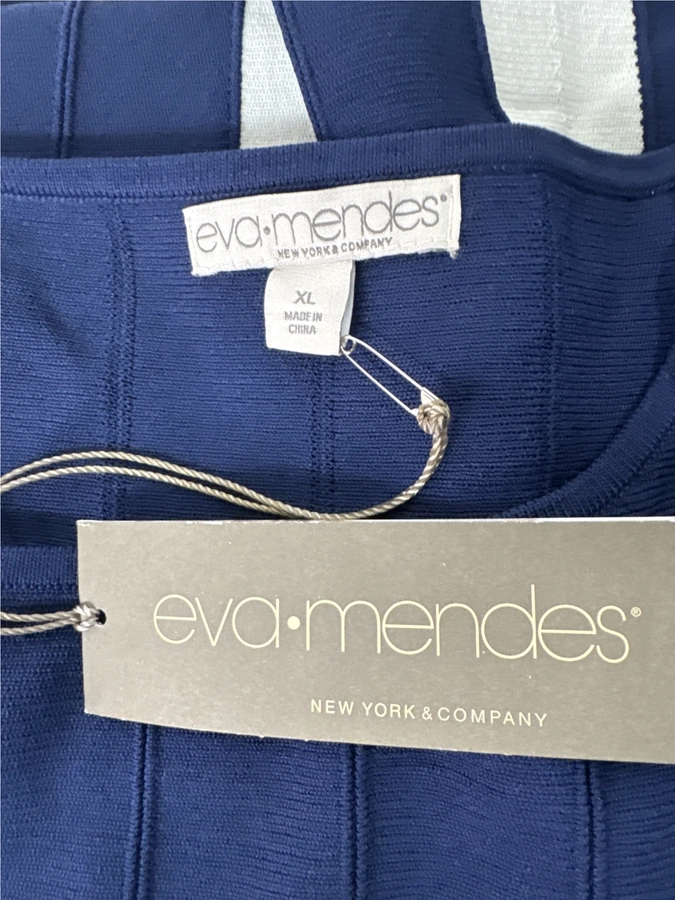 eva•mendes®
NEW YORK & COMPANY
XL
MADE IN
CHINA
eva•mendes®
NEW YORK & COMPANY